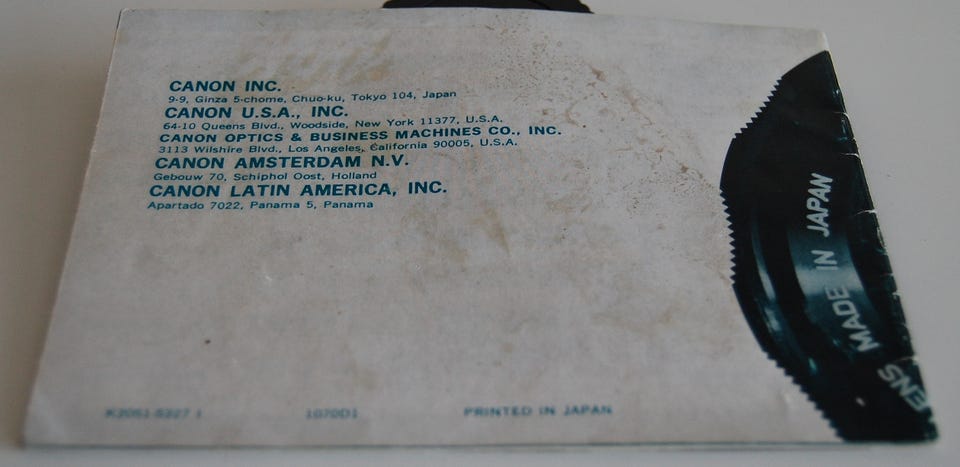 CANON INC.
9-9, Ginza 5-chome, Chuo-ku, Tokyo 104, Japan
CANON U.S.A., INC.
64-10 Queens Blvd., Woodside, New York 11377, U.S.A.
CANON OPTICS & BUSINESS MACHINES CO., INC.
3113 Wilshire Blvd., Los Angeles, California 90005, U.S.A.
CANON AMSTERDAM N.V.
Gebouw 70, Schiphol Oost, Holland
CANON LATIN AMERICA, INC.
Apartado 7022, Panama 5, Panama
MADE IN JAPAN
ENS
1070D1
PRINTED IN JAPAN